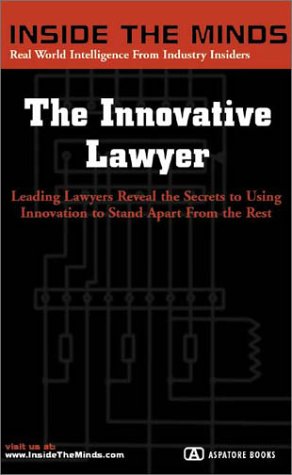 INSIDE THE MINDS
Real World Intelligence From Industry Insiders
The Innovative
Lawyer
Leading Lawyers Reveal the Secrets to Using
Innovation to Stand Apart From the Rest
visit us at:
www.InsideTheMinds.com
A ASPATORE BOOKS